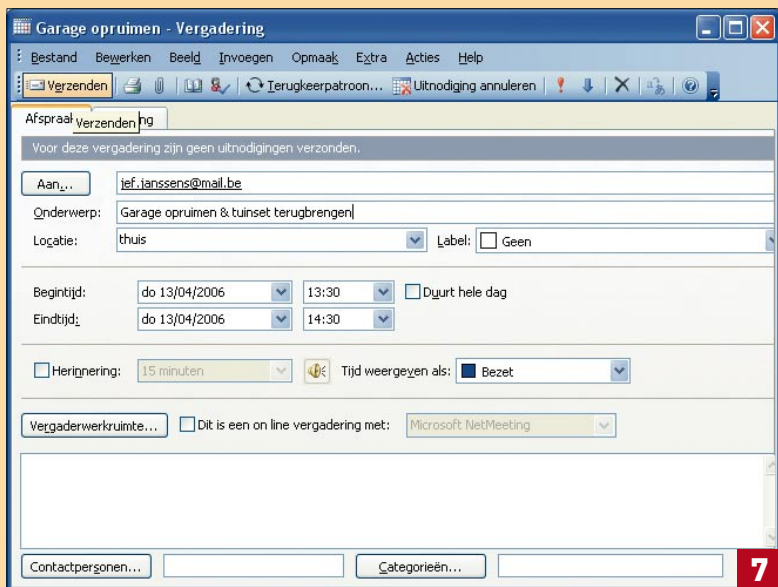 Garage opruimen - Vergadering
Bestand Bewerken Beeld Invoegen Opmaak Extra Acties Help
Verzenden Terugkeerpatroon... Uitnodiging annuleren
Afspraak ng
Verzenden
Voor deze vergadering zijn geen uitnodigingen verzonden.
Aan... jef.janssens@mail.be
Onderwerp: Garage opruimen & tuinset terugbrengen
Locatie: thuis Label: Geen
Begintijd: do 13/04/2006 13:30 Duurt hele dag
Eindtijd: do 13/04/2006 14:30
Herinnering: 15 minuten Tijd weergeven als: Bezet
Vergaderwerkruimte... Dit is een on line vergadering met: Microsoft NetMeeting
Contactpersonen... Categorieën...
7